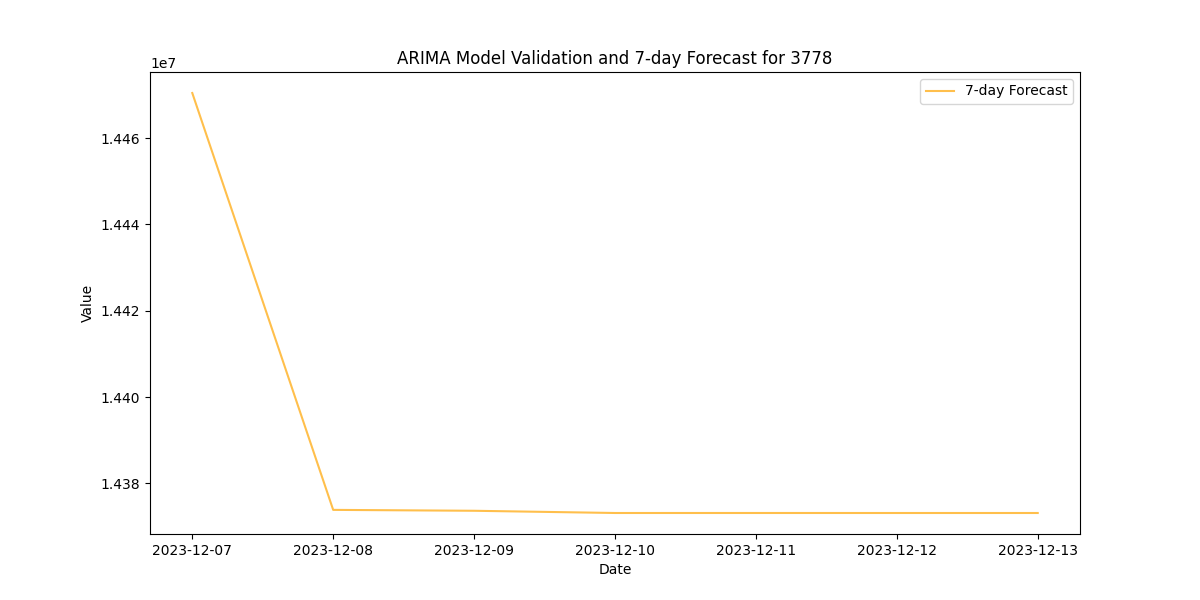 ARIMA Model Validation and 7-day Forecast for 3778
1e7
7-day Forecast
1.446
1.444
1.442
1.440
1.438
Value
2023-12-07 2023-12-08 2023-12-09 2023-12-10 2023-12-11 2023-12-12 2023-12-13
Date